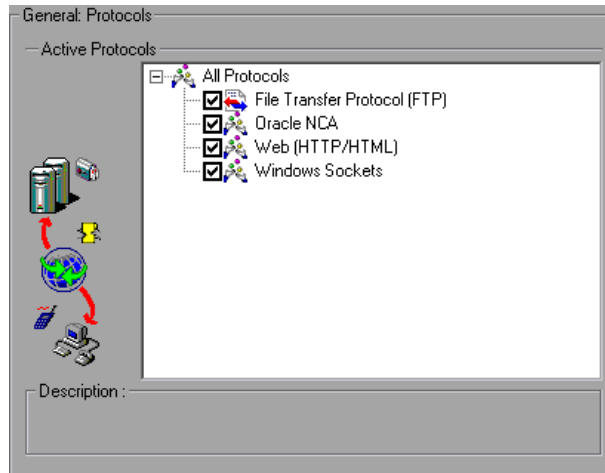 General: Protocols
Active Protocols
All Protocols
File Transfer Protocol (FTP)
Oracle NCA
Web (HTTP/HTML)
Windows Sockets
Description :